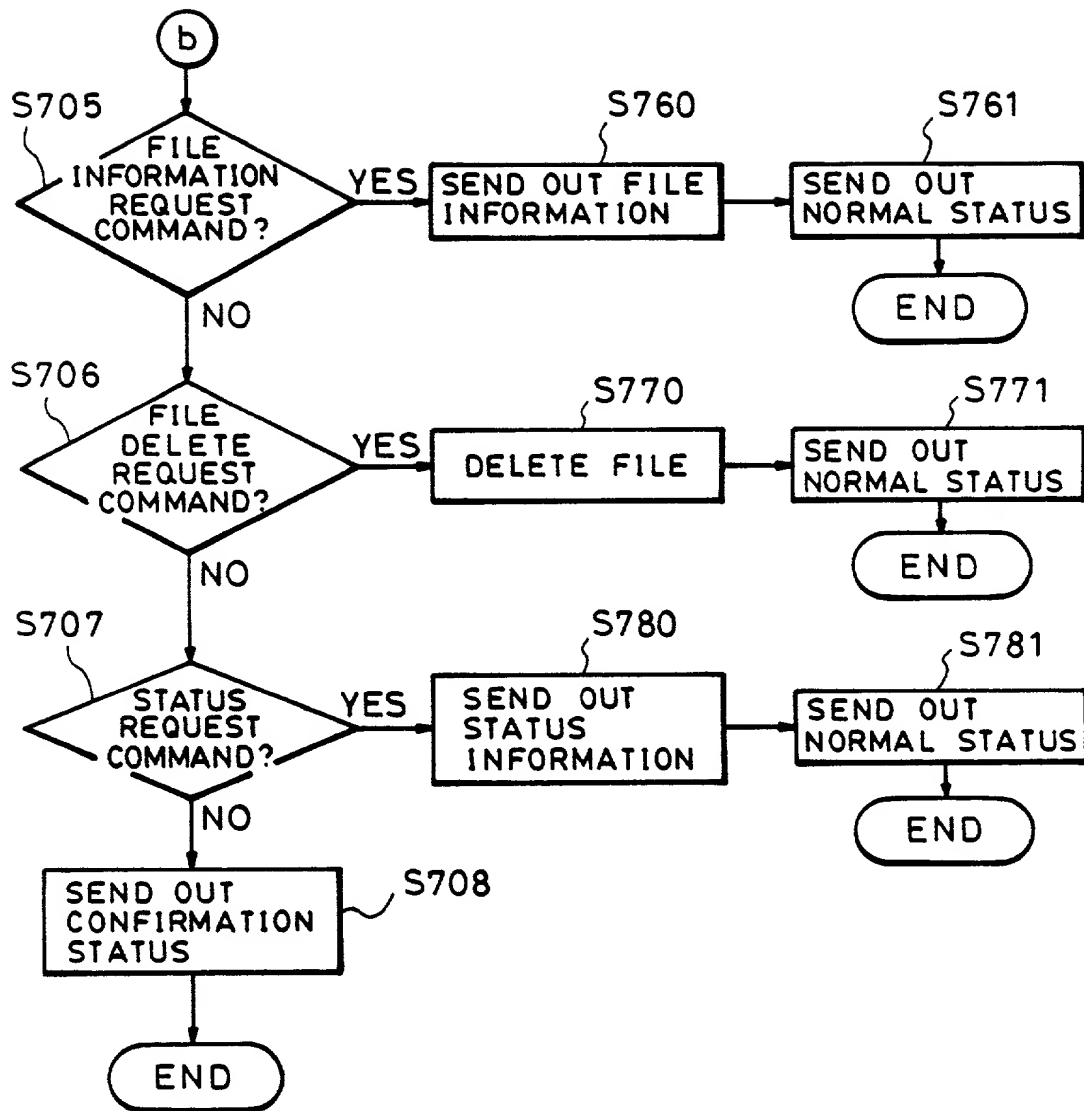 b
S705
FILE
INFORMATION
REQUEST
COMMAND?
YES
S760
SEND OUT FILE
INFORMATION
S761
SEND OUT
NORMAL STATUS
END
NO
S706
FILE
DELETE
REQUEST
COMMAND?
YES
S770
DELETE FILE
S771
SEND OUT
NORMAL STATUS
END
NO
S707
STATUS
REQUEST
COMMAND?
YES
S780
SEND OUT
STATUS
INFORMATION
S781
SEND OUT
NORMAL STATUS
END
NO
S708
SEND OUT
CONFIRMATION
STATUS
END